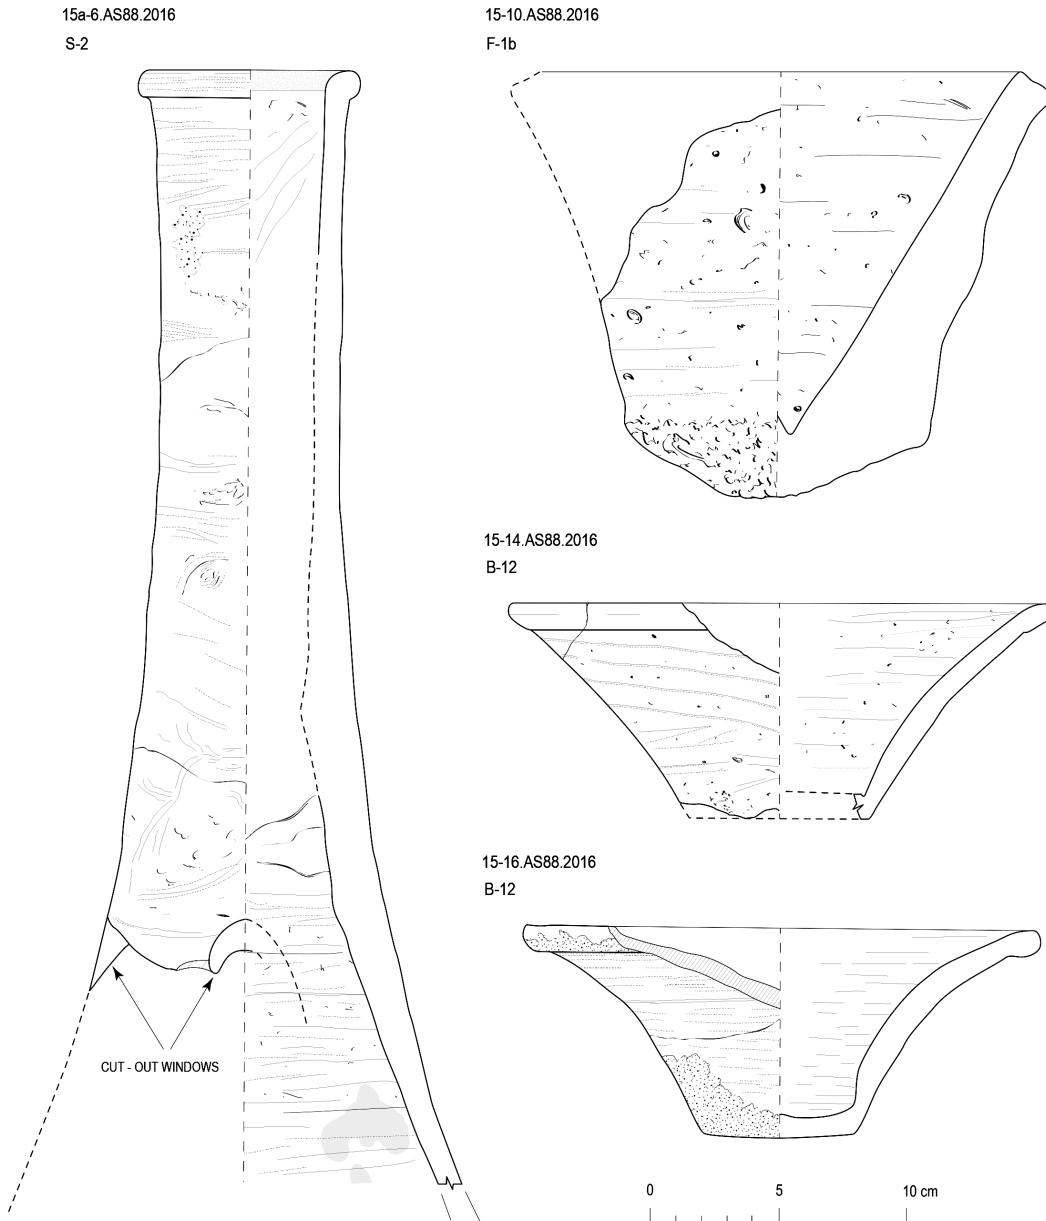 15a-6.AS88.2016
S-2
15-10.AS88.2016
F-1b
15-14.AS88.2016
B-12
15-16.AS88.2016
B-12
CUT - OUT WINDOWS
0 5 10 cm